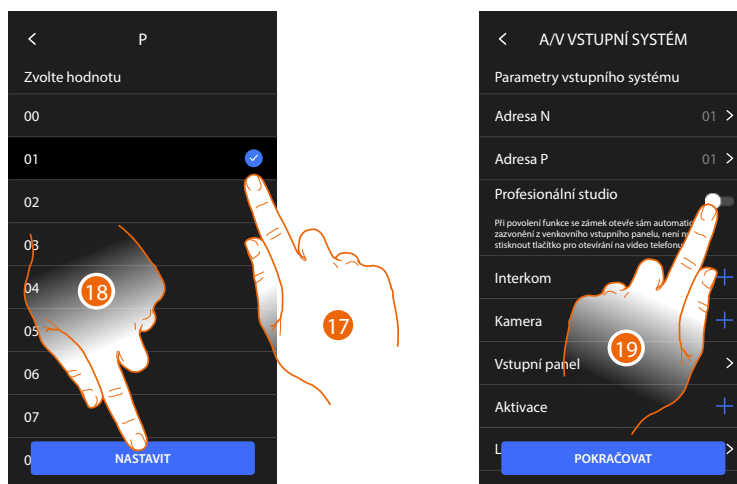 P
Zvolte hodnotu
00
01
02
03
04
05
06
07
0
NASTAVIT
18
17
A/V VSTUPNÍ SYSTÉM
Parametry vstupního systému
Adresa N 01
Adresa P 01
Profesionální studio
Při povolení funkce se zámek otevře sám
zazvonění z venkovního vstupního panelu, není
stisknout tlačítko pro otevírání na video telefonu
Interkom
Kamera
Vstupní panel
Aktivace
19
POKRAČOVAT